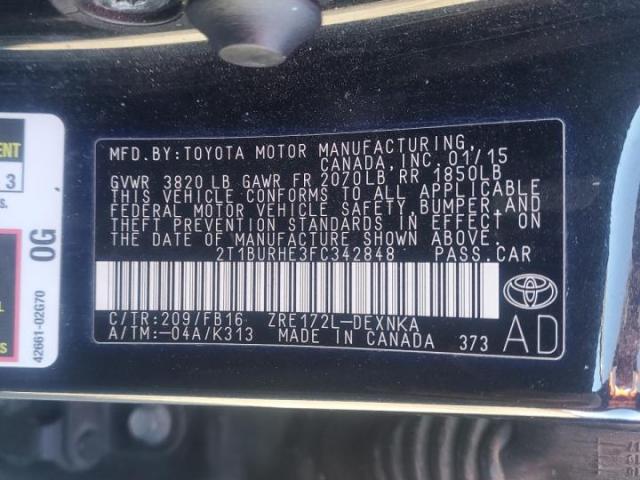 MFD.BY:TOYOTA MOTOR MANUFACTURING,
CANADA, INC. 01/15
GVWR 3820 LB GAWR FR 2070LB RR 1850LB
THIS VEHICLE CONFORMS TO ALL APPLICABLE
FEDERAL MOTOR VEHICLE SAFETY, BUMPER, AND
THEFT PREVENTION STANDARDS IN EFFECT ON
THE DATE OF MANUFACTURE SHOWN ABOVE.
2T1BURHE3FC342848 PASS.CAR
C/TR:209/FB16 ZRE172L-DEXNKA
A/TM:-04A/K313 MADE IN CANADA 373
AD
3
0G
42661-02G70